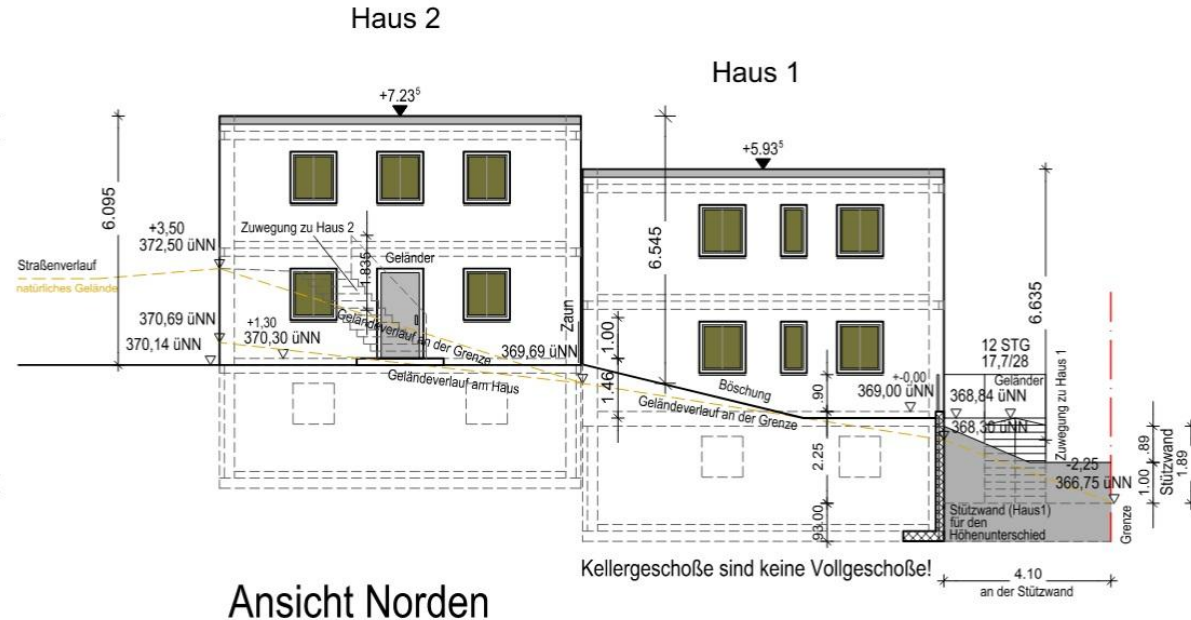 Haus 2
Haus 1
+7.23⁵
+5.93⁵
6.095
+3,50
372,50 üNN
Zuwegung zu Haus 2
Geländer
1.835
6.545
6.635
Straßenverlauf
natürliches Gelände
370,69 üNN
370,14 üNN
+1,30
370,30 üNN
Geländeverlauf an der Grenze
Zaun
369,69 üNN
Geländeverlauf am Haus
1.00
1.46
Böschung
Geländeverlauf an der Grenze
.90
+-0,00
369,00 üNN
12 STG
17,7/28
Geländer
368,84 üNN
368,30 üNN
Zuwegung zu Haus 1
2.25
-2,25
366,75 üNN
.89
1.00
Stützwand
1.89
Stützwand (Haus1)
für den
Höhenunterschied
Grenze
Kellergeschoße sind keine Vollgeschoße!
4.10
an der Stützwand
Ansicht Norden